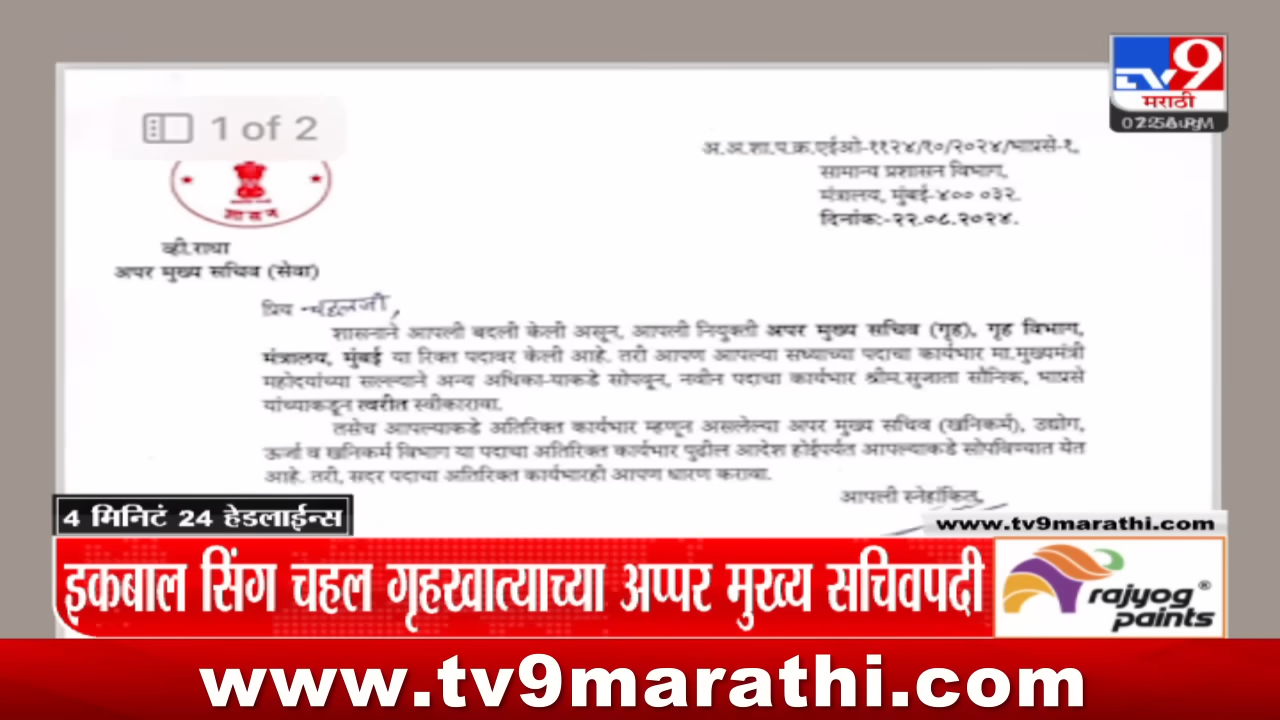 TV9
मराठी
1 of 2
शासन
अ.अ.शा.प.क्र.एईओ-११२४/१०/२०२४/भाप्रसे-१,
सामान्य प्रशासन विभाग,
मंत्रालय, मुंबई-४०० ०३२.
दिनांक:-२२.०८.२०२४.
व्ही.राधा
अपर मुख्य सचिव (सेवा)
प्रिय चहलजी,
शासनाने आपली बदली केली असून, आपली नियुक्ती अपर मुख्य सचिव (गृह), गृह विभाग,
मंत्रालय, मुंबई या रिक्त पदावर केली आहे. तरी आपण आपल्या सध्याच्या पदाचा कार्यभार मा.मुख्यमंत्री
महोदयांच्या सल्ल्याने अन्य अधिका-याकडे सोपवून, नवीन पदाचा कार्यभार श्रीम.सुजाता सौनिक, भाप्रसे
यांच्याकडून त्वरीत स्वीकारावा.
तसेच आपल्याकडे अतिरिक्त कार्यभार म्हणून असलेल्या अपर मुख्य सचिव (खनिकर्म), उद्योग,
ऊर्जा व खनिकर्म विभाग या पदाचा अतिरिक्त कार्यभार पुढील आदेश होईपर्यंत आपल्याकडे सोपविण्यात येत
आहे. तरी, सदर पदाचा अतिरिक्त कार्यभारही आपण धारण करावा.
आपली स्नेहांकित,
4 मिनिटं 24 हेडलाईन्स
www.tv9marathi.com
इकबाल सिंग चहल गृहखात्याच्या अप्पर मुख्य सचिवपदी
rajyog®
paints
www.tv9marathi.com